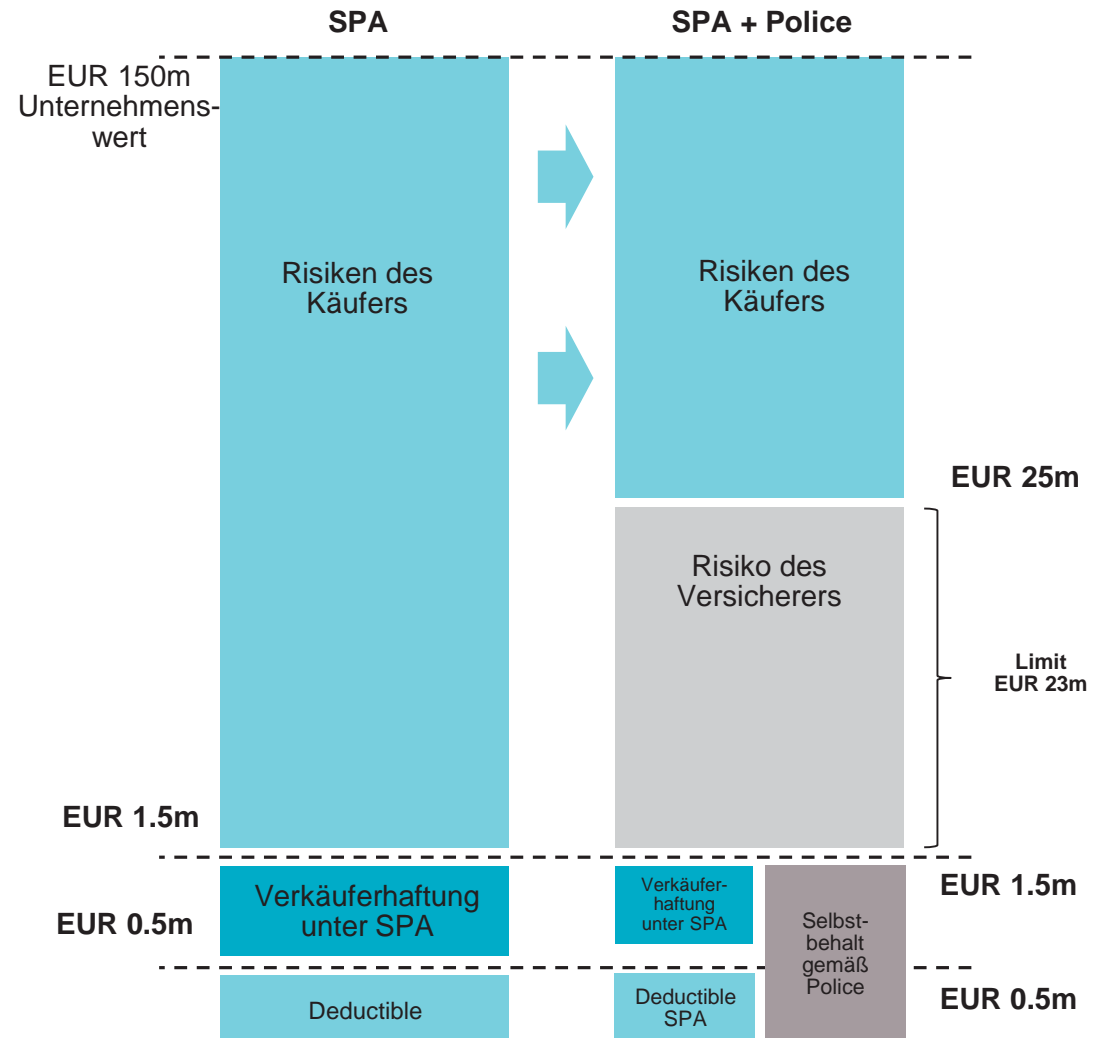 SPA
SPA + Police
EUR 150m
Unternehmens-
wert
Risiken des
Käufers
Risiken des
Käufers
EUR 25m
Risiko des
Versicherers
Limit
EUR 23m
EUR 1.5m
EUR 1.5m
Verkäuferhaftung
unter SPA
Verkäufer-
haftung
unter SPA
Selbst-
behalt
gemäß
Police
EUR 0.5m
Deductible
Deductible
SPA
EUR 0.5m